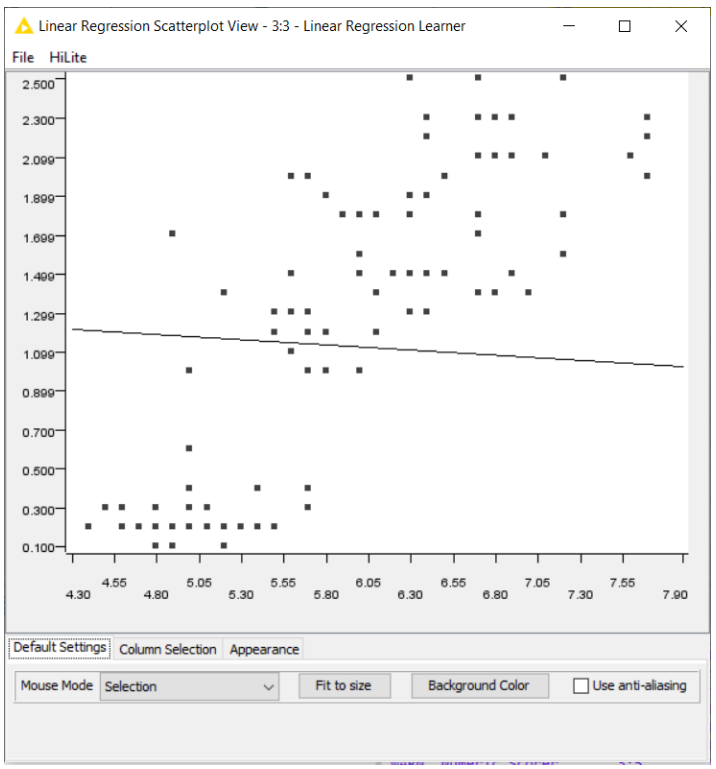 Linear Regression Scatterplot View - 3:3 - Linear Regression Learner
File HiLite
2.500
2.300
2.099
1.899
1.699
1.499
1.299
1.099
0.899
0.700
0.500
0.300
0.100
4.55 5.05 5.55 6.05 6.55 7.05 7.55
4.30 4.80 5.30 5.80 6.30 6.80 7.30 7.90
Default Settings Column Selection Appearance
Mouse Mode Selection Fit to size Background Color Use anti-aliasing